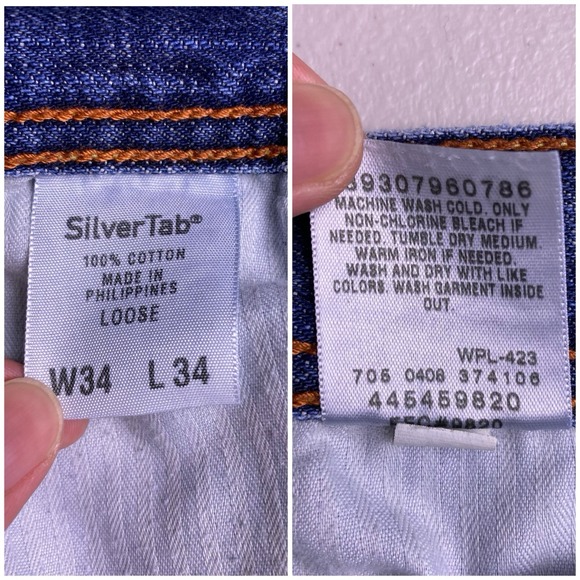 SilverTab®
100% COTTON
MADE IN
PHILIPPINES
LOOSE
W34 L 34
39307960786
MACHINE WASH COLD. ONLY
NON-CHLORINE BLEACH IF
NEEDED. TUMBLE DRY MEDIUM.
WARM IRON IF NEEDED.
WASH AND DRY WITH LIKE
COLORS. WASH GARMENT INSIDE
OUT.
WPL-423
705 0408 374106
445459820